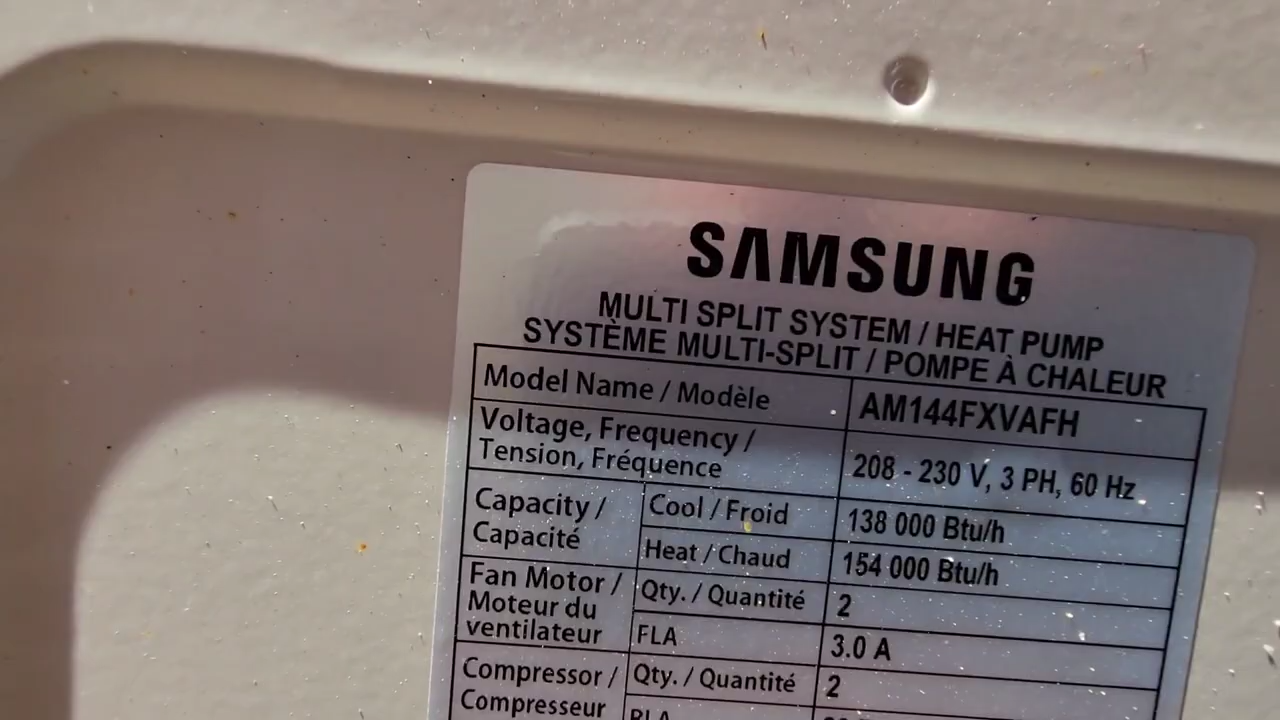 SAMSUNG
MULTI SPLIT SYSTEM / HEAT PUMP
SYSTÈME MULTI-SPLIT / POMPE À CHALEUR
Model Name / Modèle AM144FXVAFH
Voltage, Frequency /
Tension, Fréquence 208 - 230 V, 3 PH, 60 Hz
Capacity /
Capacité
Cool / Froid 138 000 Btu/h
Heat / Chaud 154 000 Btu/h
Fan Motor /
Moteur du
ventilateur
Qty. / Quantité 2
FLA 3.0 A
Compressor /
Compresseur
Qty. / Quantité 2
RLA